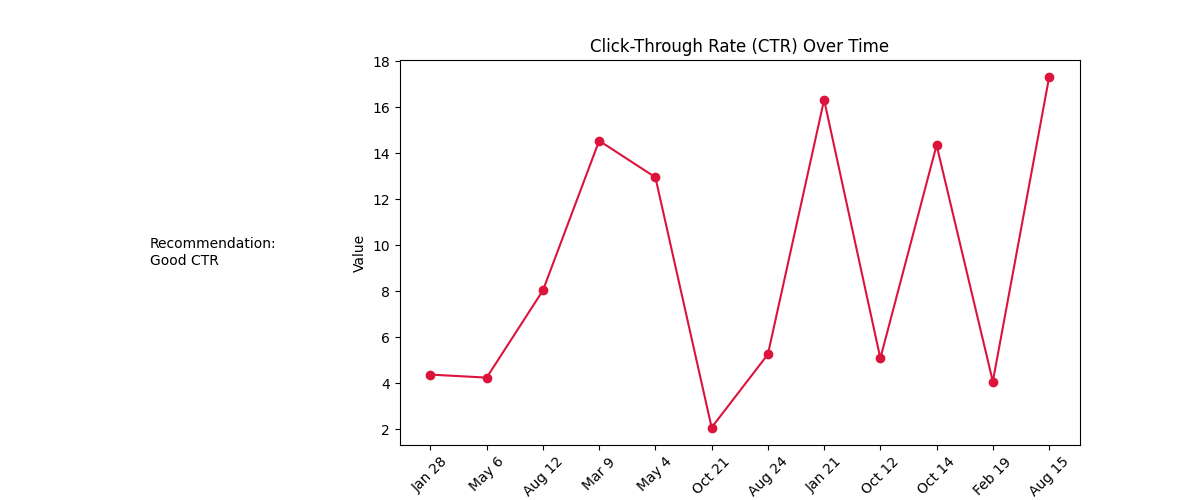 Click-Through Rate (CTR) Over Time
Recommendation:
Good CTR
Value
18
16
14
12
10
8
6
4
2
Jan 28
May 6
Aug 12
Mar 9
May 4
Oct 21
Aug 24
Jan 21
Oct 12
Oct 14
Feb 19
Aug 15